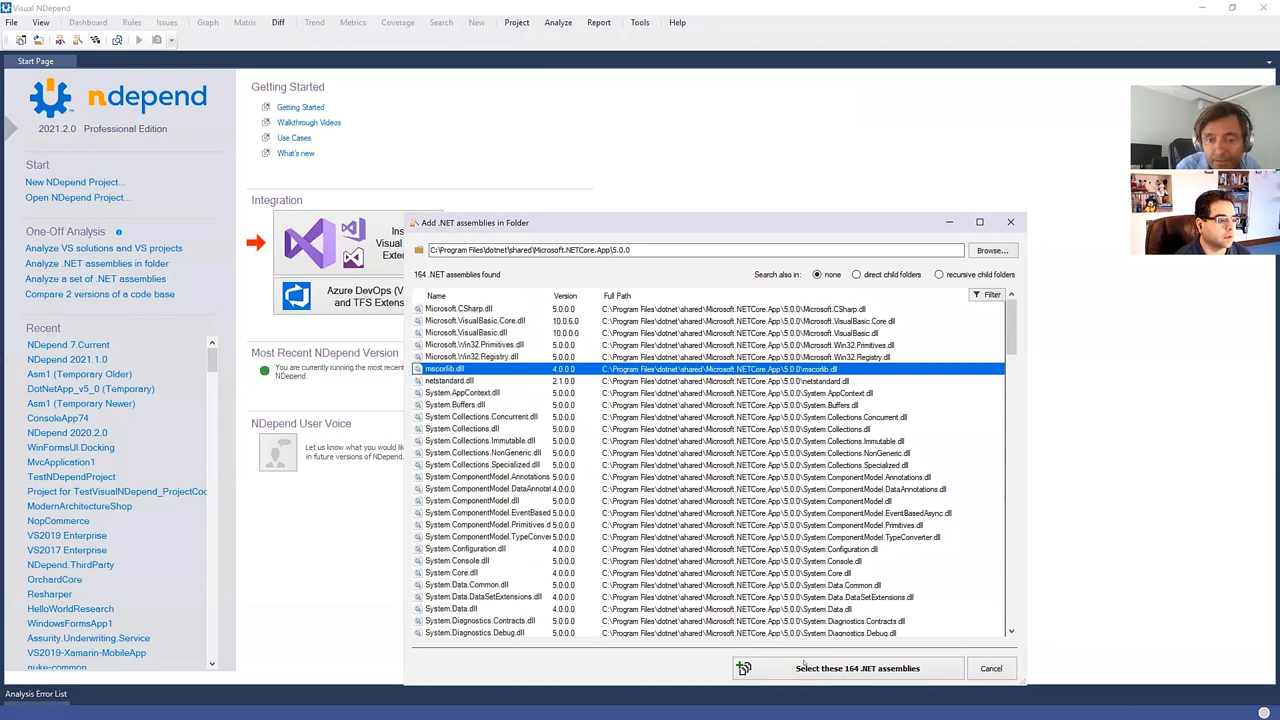 Visual NDepend
File View Dashboard Rules Issues Graph Matrix Diff Trend Metrics Coverage Search New Project Analyze Report Tools Help
Start Page
ndepend
2021.2.0 Professional Edition
Start
New NDepend Project...
Open NDepend Project...
One-Off Analysis
Analyze VS solutions and VS projects
Analyze .NET assemblies in folder
Analyze a set of .NET assemblies
Compare 2 versions of a code base
Recent
NDepend 7.Current
NDepend 2021.1.0
Asm1 (Temporary Older)
DotNetApp_v5_0 (Temporary)
Asm1 (Temporary Newer)
ConsoleApp74
NDepend 2020.2.0
WinFormsUI.Docking
MvcApplication1
TestNDependProject
Project for TestVisualNDepend_ProjectCoc
ModernArchitectureShop
NopCommerce
VS2019 Enterprise
VS2017 Enterprise
NDepend.ThirdParty
OrchardCore
Resharper
HelloWorldResearch
WindowsFormsApp1
Assurity.Underwriting.Service
VS2019-Xamarin-MobileApp
nuke-common
Getting Started
Getting Started
Walkthrough Videos
Use Cases
What's new
Integration
Ins
Visual
Exte
Azure DevOps (V
and TFS Extens
Most Recent NDepend Version
You are currently running the most recent
NDepend.
NDepend User Voice
Let us know what you would like
in future versions of NDepend.
Add .NET assemblies in Folder
C:\Program Files\dotnet\shared\Microsoft.NETCore.App\5.0.0 Browse...
164 .NET assemblies found Search also in: none direct child folders recursive child folders
Name Version Full Path Filter
Microsoft.CSharp.dll 5.0.0.0 C:\Program Files\dotnet\shared\Microsoft.NETCore.App\5.0.0\Microsoft.CSharp.dll
Microsoft.VisualBasic.Core.dll 10.0.6.0 C:\Program Files\dotnet\shared\Microsoft.NETCore.App\5.0.0\Microsoft.VisualBasic.Core.dll
Microsoft.VisualBasic.dll 10.0.0.0 C:\Program Files\dotnet\shared\Microsoft.NETCore.App\5.0.0\Microsoft.VisualBasic.dll
Microsoft.Win32.Primitives.dll 5.0.0.0 C:\Program Files\dotnet\shared\Microsoft.NETCore.App\5.0.0\Microsoft.Win32.Primitives.dll
Microsoft.Win32.Registry.dll 5.0.0.0 C:\Program Files\dotnet\shared\Microsoft.NETCore.App\5.0.0\Microsoft.Win32.Registry.dll
mscorlib.dll 4.0.0.0 C:\Program Files\dotnet\shared\Microsoft.NETCore.App\5.0.0\mscorlib.dll
netstandard.dll 2.1.0.0 C:\Program Files\dotnet\shared\Microsoft.NETCore.App\5.0.0\netstandard.dll
System.AppContext.dll 5.0.0.0 C:\Program Files\dotnet\shared\Microsoft.NETCore.App\5.0.0\System.AppContext.dll
System.Buffers.dll 5.0.0.0 C:\Program Files\dotnet\shared\Microsoft.NETCore.App\5.0.0\System.Buffers.dll
System.Collections.Concurrent.dll 5.0.0.0 C:\Program Files\dotnet\shared\Microsoft.NETCore.App\5.0.0\System.Collections.Concurrent.dll
System.Collections.dll 5.0.0.0 C:\Program Files\dotnet\shared\Microsoft.NETCore.App\5.0.0\System.Collections.dll
System.Collections.Immutable.dll 5.0.0.0 C:\Program Files\dotnet\shared\Microsoft.NETCore.App\5.0.0\System.Collections.Immutable.dll
System.Collections.NonGeneric.dll 5.0.0.0 C:\Program Files\dotnet\shared\Microsoft.NETCore.App\5.0.0\System.Collections.NonGeneric.dll
System.Collections.Specialized.dll 5.0.0.0 C:\Program Files\dotnet\shared\Microsoft.NETCore.App\5.0.0\System.Collections.Specialized.dll
System.ComponentModel.Annotations 5.0.0.0 C:\Program Files\dotnet\shared\Microsoft.NETCore.App\5.0.0\System.ComponentModel.Annotations.dll
System.ComponentModel.DataAnnotat 4.0.0.0 C:\Program Files\dotnet\shared\Microsoft.NETCore.App\5.0.0\System.ComponentModel.DataAnnotations.dll
System.ComponentModel.dll 5.0.0.0 C:\Program Files\dotnet\shared\Microsoft.NETCore.App\5.0.0\System.ComponentModel.dll
System.ComponentModel.EventBased 5.0.0.0 C:\Program Files\dotnet\shared\Microsoft.NETCore.App\5.0.0\System.ComponentModel.EventBasedAsync.dll
System.ComponentModel.Primitives.d 5.0.0.0 C:\Program Files\dotnet\shared\Microsoft.NETCore.App\5.0.0\System.ComponentModel.Primitives.dll
System.ComponentModel.TypeConver 5.0.0.0 C:\Program Files\dotnet\shared\Microsoft.NETCore.App\5.0.0\System.ComponentModel.TypeConverter.dll
System.Configuration.dll 4.0.0.0 C:\Program Files\dotnet\shared\Microsoft.NETCore.App\5.0.0\System.Configuration.dll
System.Console.dll 5.0.0.0 C:\Program Files\dotnet\shared\Microsoft.NETCore.App\5.0.0\System.Console.dll
System.Core.dll 4.0.0.0 C:\Program Files\dotnet\shared\Microsoft.NETCore.App\5.0.0\System.Core.dll
System.Data.Common.dll 5.0.0.0 C:\Program Files\dotnet\shared\Microsoft.NETCore.App\5.0.0\System.Data.Common.dll
System.Data.DataSetExtensions.dll 4.0.0.0 C:\Program Files\dotnet\shared\Microsoft.NETCore.App\5.0.0\System.Data.DataSetExtensions.dll
System.Data.dll 4.0.0.0 C:\Program Files\dotnet\shared\Microsoft.NETCore.App\5.0.0\System.Data.dll
System.Diagnostics.Contracts.dll 5.0.0.0 C:\Program Files\dotnet\shared\Microsoft.NETCore.App\5.0.0\System.Diagnostics.Contracts.dll
System.Diagnostics.Debug.dll 5.0.0.0 C:\Program Files\dotnet\shared\Microsoft.NETCore.App\5.0.0\System.Diagnostics.Debug.dll
Select these 164 .NET assemblies Cancel
Analysis Error List